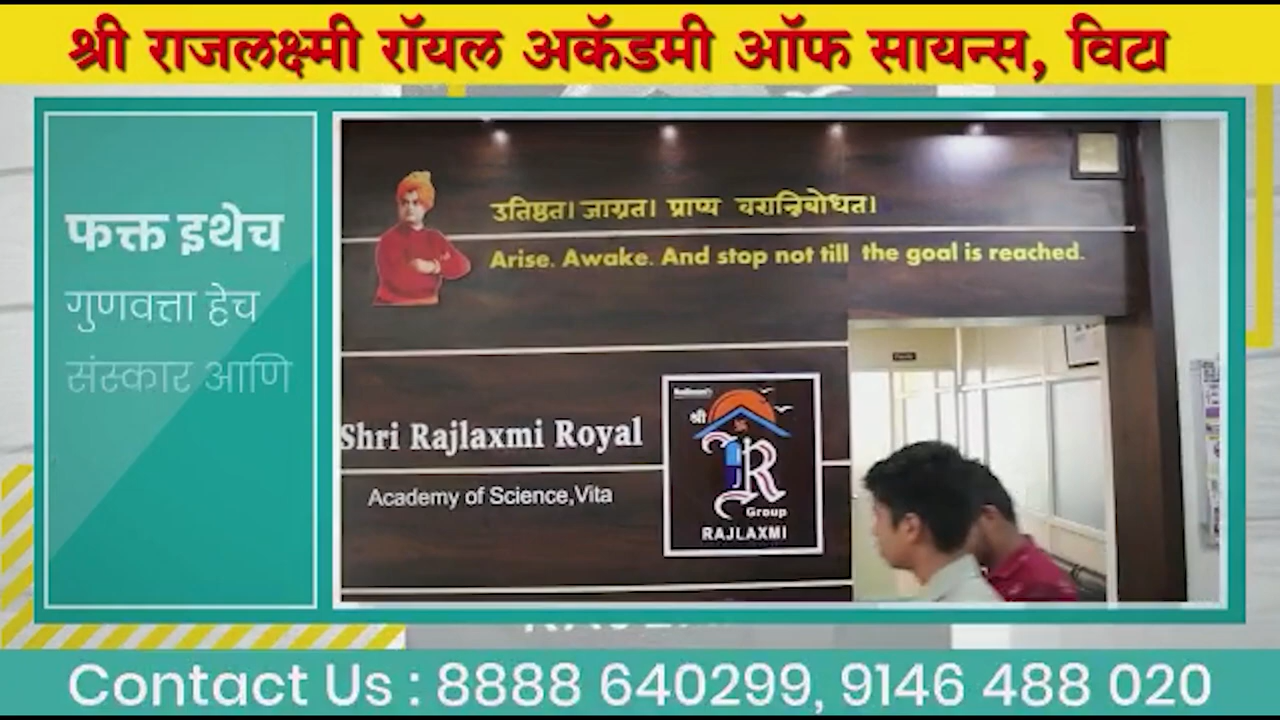 श्री राजलक्ष्मी रॉयल अकॅडमी ऑफ सायन्स, विटा
फक्त इथेच
गुणवत्ता हेच
संस्कार आणि
उतिष्ठत। जाग्रत। प्राप्य वरान्निबोधत।
Arise. Awake. And stop not till the goal is reached.
Shri Rajlaxmi Royal
Academy of Science,Vita
श्री
R
Group
RAJLAXMI
Contact Us : 8888 640299, 9146 488 020